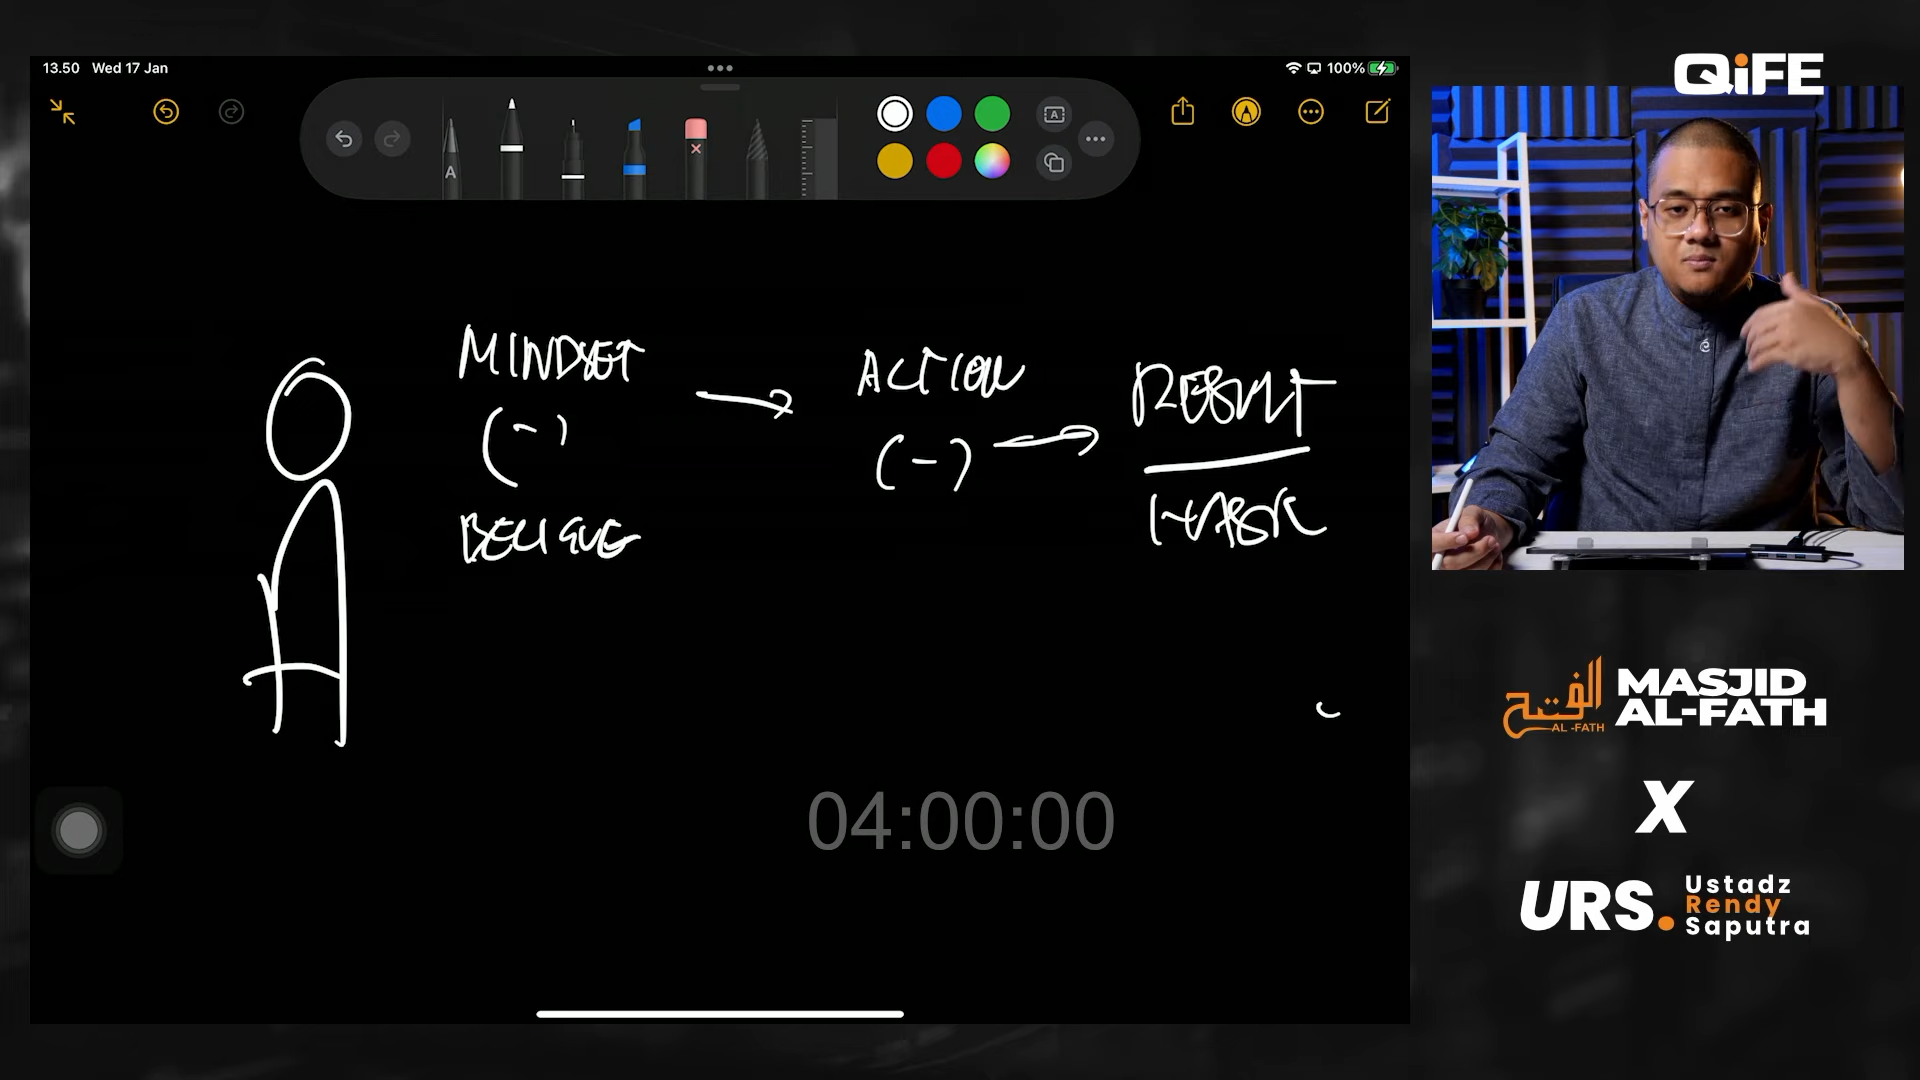 13.50 Wed 17 Jan
100%
A
A
QiFE
MINDSET
(-)
BELIEVE
ACTION
(-)
RESULT
HASIL
04:00:00
الفتح
AL-FATH
MASJID
AL-FATH
X
URS.
Ustadz
Rendy
Saputra